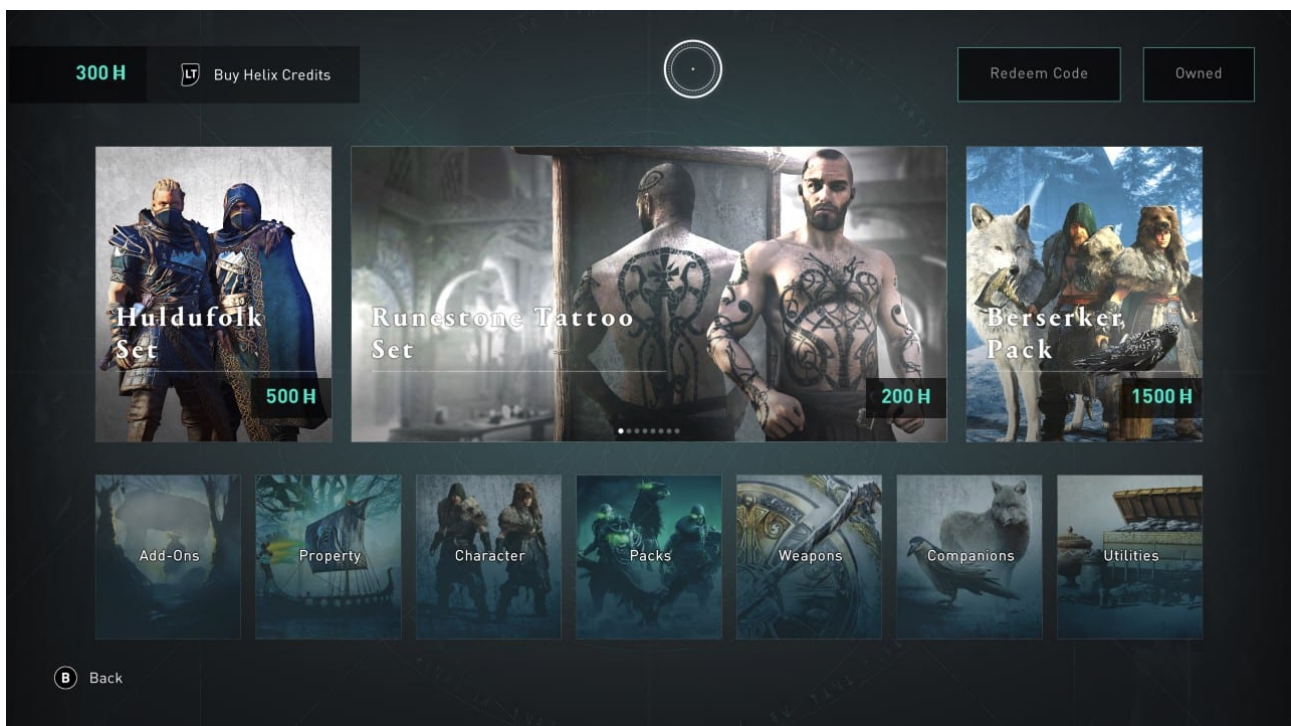 300 H
LT Buy Helix Credits
Redeem Code
Owned
Huldufolk
Set
500 H
Runestone Tattoo
Set
200 H
Berserker
Pack
1500 H
Add-Ons
Property
Character
Packs
Weapons
Companions
Utilities
B Back